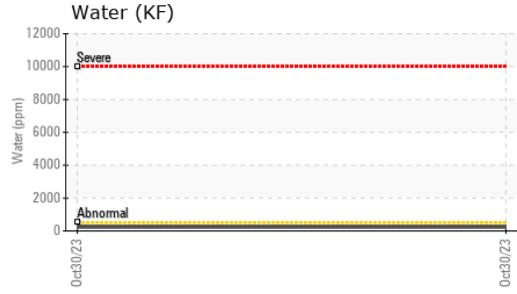 Water (KF)
12000
10000
8000
6000
4000
2000
0
Water (ppm)
Severe
Abnormal
Oct30/23
Oct30/23